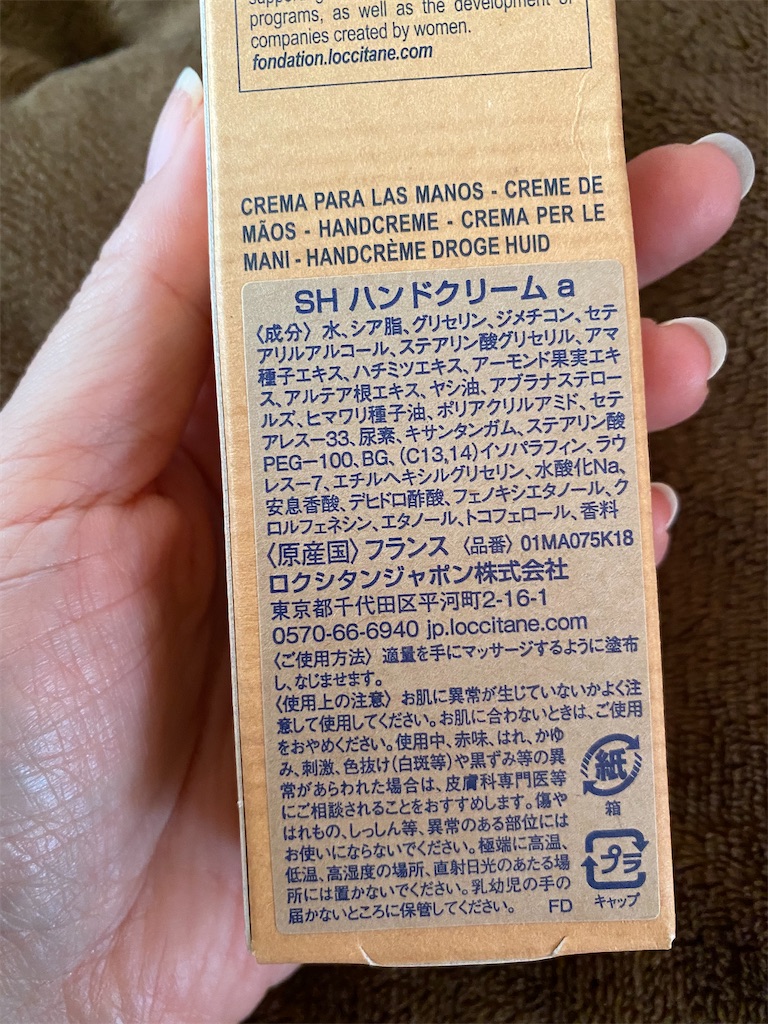 programs, as well as the development of
companies created by women.
fondation.loccitane.com
CREMA PARA LAS MANOS - CREME DE
MÃOS - HANDCREME - CREMA PER LE
MANI - HANDCRÈME DROGE HUID
SH ハンドクリーム a
〈成分〉水、シア脂、グリセリン、ジメチコン、セテ
アリルアルコール、ステアリン酸グリセリル、アマ
種子エキス、ハチミツエキス、アーモンド果実エキ
ス、アルテア根エキス、ヤシ油、アブラナステロー
ルズ、ヒマワリ種子油、ポリアクリルアミド、セテ
アレスー33、尿素、キサンタンガム、ステアリン酸
PEG－100、BG、（C13,14）イソパラフィン、ラウ
レスー7、エチルヘキシルグリセリン、水酸化Na、
安息香酸、デヒドロ酢酸、フェノキシエタノール、ク
ロルフェネシン、エタノール、トコフェロール、香料
〈原産国〉フランス 〈品番〉01MA075K18
ロクシタンジャポン株式会社
東京都千代田区平河町2-16-1
0570-66-6940 jp.loccitane.com
〈ご使用方法〉適量を手にマッサージするように塗布
し、なじませます。
〈使用上の注意〉お肌に異常が生じていないかよく注
意して使用してください。お肌に合わないときは、ご使用
をおやめください。使用中、赤味、はれ、かゆ
み、刺激、色抜け(白斑等)や黒ずみ等の異
常があらわれた場合は、皮膚科専門医等
にご相談されることをおすすめします。傷や
はれもの、しっしん等、異常のある部位には
お使いにならないでください。極端に高温、
低温、高湿度の場所、直射日光のあたる場
所には置かないでください。乳幼児の手の
届かないところに保管してください。 FD
紙
箱
プラ
キャップ